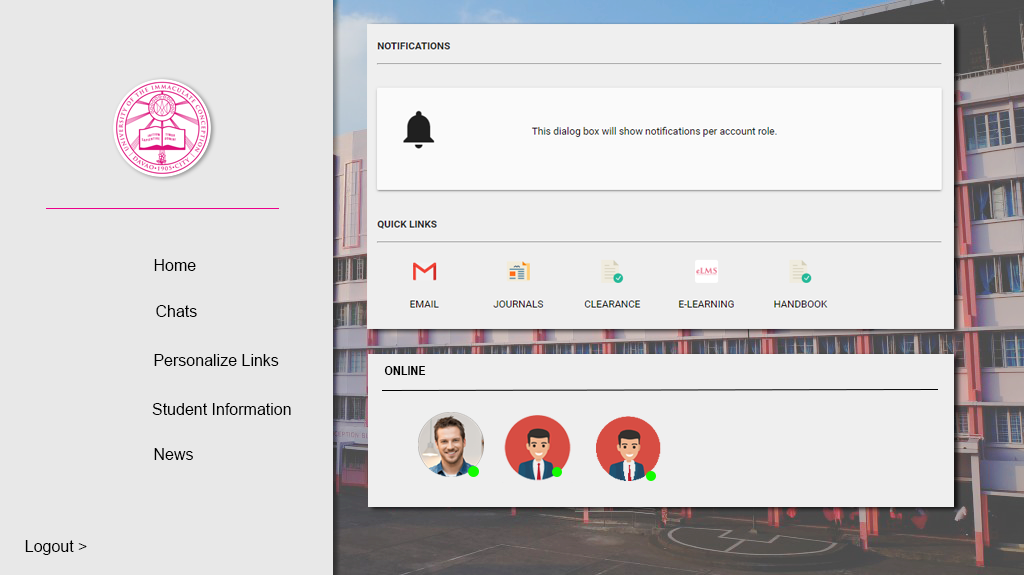 UNIVERSITY OF THE IMMACULATE CONCEPTION
DAVAO • 1905 • CITY
Home
Chats
Personalize Links
Student Information
News
Logout >
NOTIFICATIONS
This dialog box will show notifications per account role.
QUICK LINKS
eLMS
EMAIL
JOURNALS
CLEARANCE
E-LEARNING
HANDBOOK
ONLINE